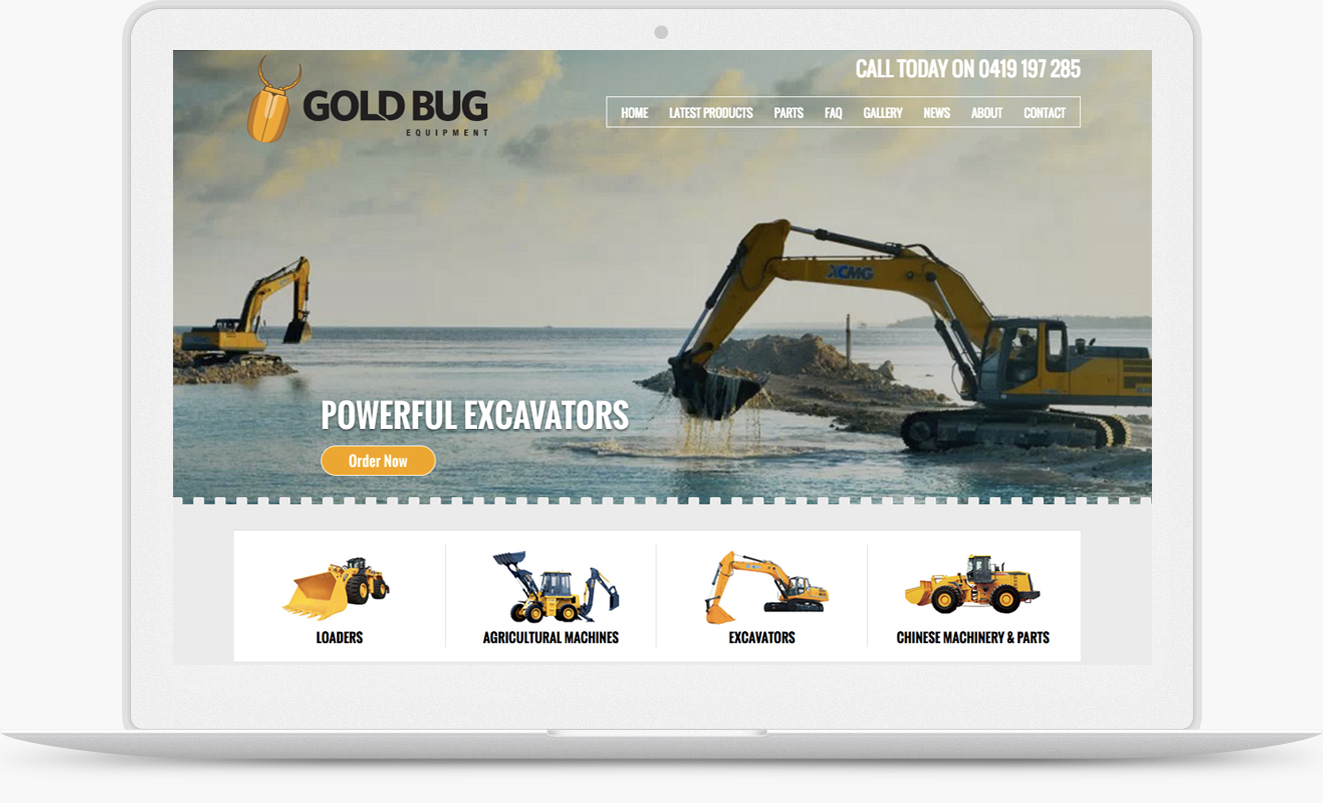 CALL TODAY ON 0419 197 285
GOLD BUG
EQUIPMENT
HOME LATEST PRODUCTS PARTS FAQ GALLERY NEWS ABOUT CONTACT
XCMG
POWERFUL EXCAVATORS
Order Now
LOADERS
AGRICULTURAL MACHINES
EXCAVATORS
CHINESE MACHINERY & PARTS